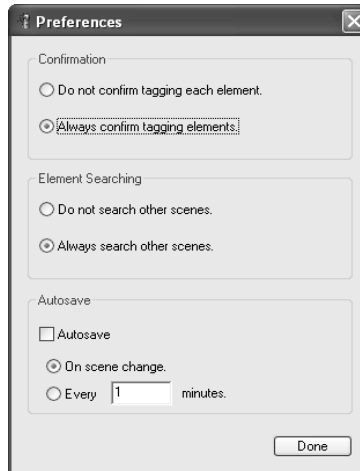 Preferences
Confirmation
Do not confirm tagging each element.
Always confirm tagging elements.
Element Searching
Do not search other scenes.
Always search other scenes.
Autosave
Autosave
On scene change.
Every 1 minutes.
Done